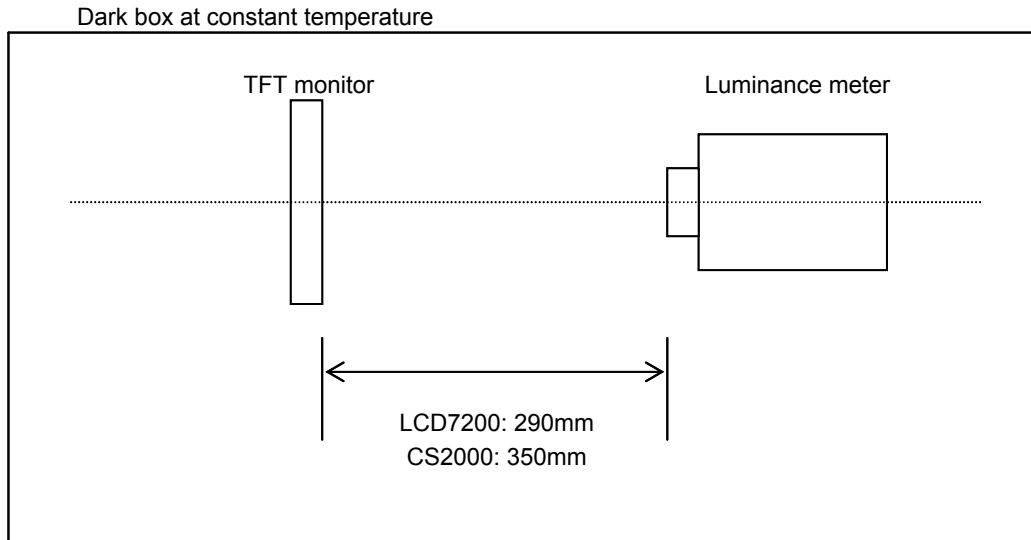 Dark box at constant temperature
TFT monitor
Luminance meter
LCD7200: 290mm
CS2000: 350mm